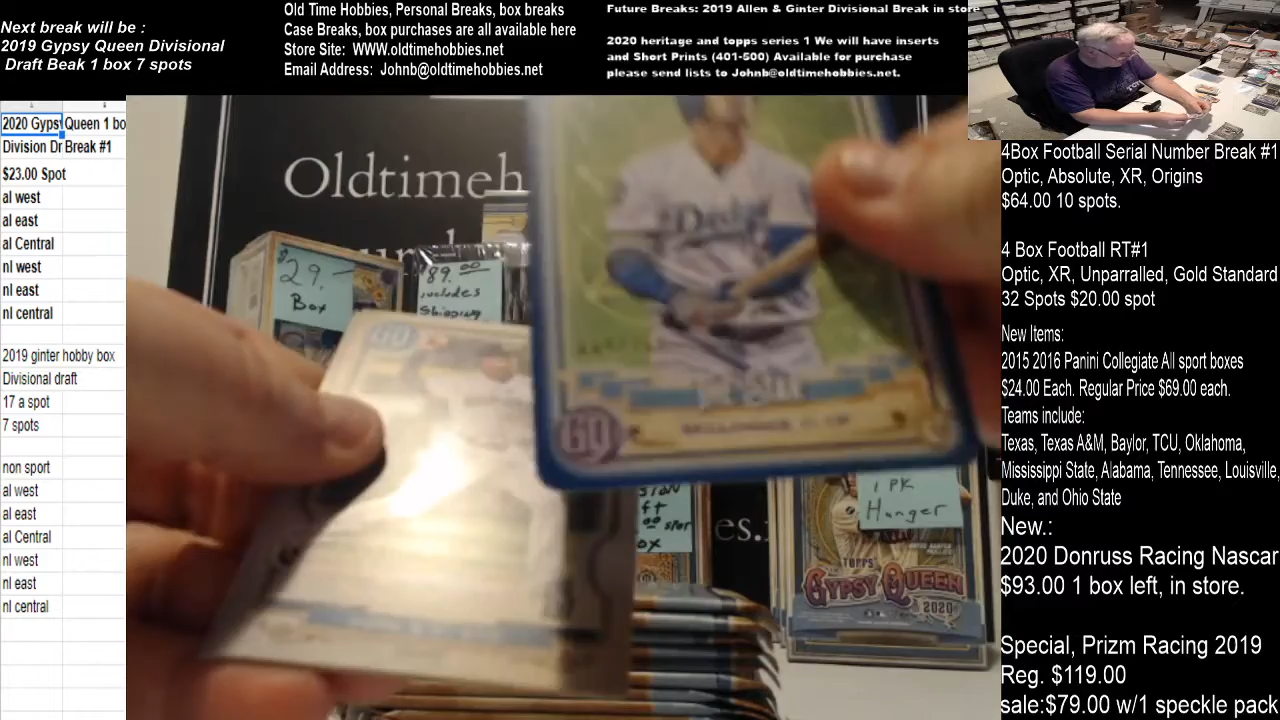 Next break will be :
2019 Gypsy Queen Divisional
Draft Beak 1 box 7 spots
Old Time Hobbies, Personal Breaks, box breaks
Case Breaks, box purchases are all available here
Store Site: WWW.oldtimehobbies.net
Email Address: Johnb@oldtimehobbies.net
Future Breaks: 2019 Allen & Ginter Divisional Break in store
2020 heritage and topps series 1 We will have inserts
and Short Prints (401-500) Available for purchase
please send lists to Johnb@oldtimehobbies.net.
2020 Gypsy Queen 1 bo
Division Dr Break #1
$23.00 Spot
al west
al east
al Central
nl west
nl east
nl central
2019 ginter hobby box
Divisional draft
17 a spot
7 spots
non sport
al west
al east
al Central
nl west
nl east
nl central
Oldtimeh
$29.
Box
$89.00
includes
Shipping
GQ
1 PK
Hanger
TOPPS
GYPSY QUEEN
2020
es.
4Box Football Serial Number Break #1
Optic, Absolute, XR, Origins
$64.00 10 spots.
4 Box Football RT#1
Optic, XR, Unparralled, Gold Standard
32 Spots $20.00 spot
New Items:
2015 2016 Panini Collegiate All sport boxes
$24.00 Each. Regular Price $69.00 each.
Teams include:
Texas, Texas A&M, Baylor, TCU, Oklahoma,
Mississippi State, Alabama, Tennessee, Louisville,
Duke, and Ohio State
New.:
2020 Donruss Racing Nascar
$93.00 1 box left, in store.
Special, Prizm Racing 2019
Reg. $119.00
sale:$79.00 w/1 speckle pack